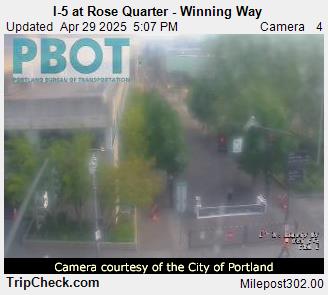 I-5 at Rose Quarter - Winning Way
Updated Apr 29 2025 5:07 PM Camera 4
PBOT
PORTLAND BUREAU OF TRANSPORTATION
Camera courtesy of the City of Portland
TripCheck.com Milepost302.00